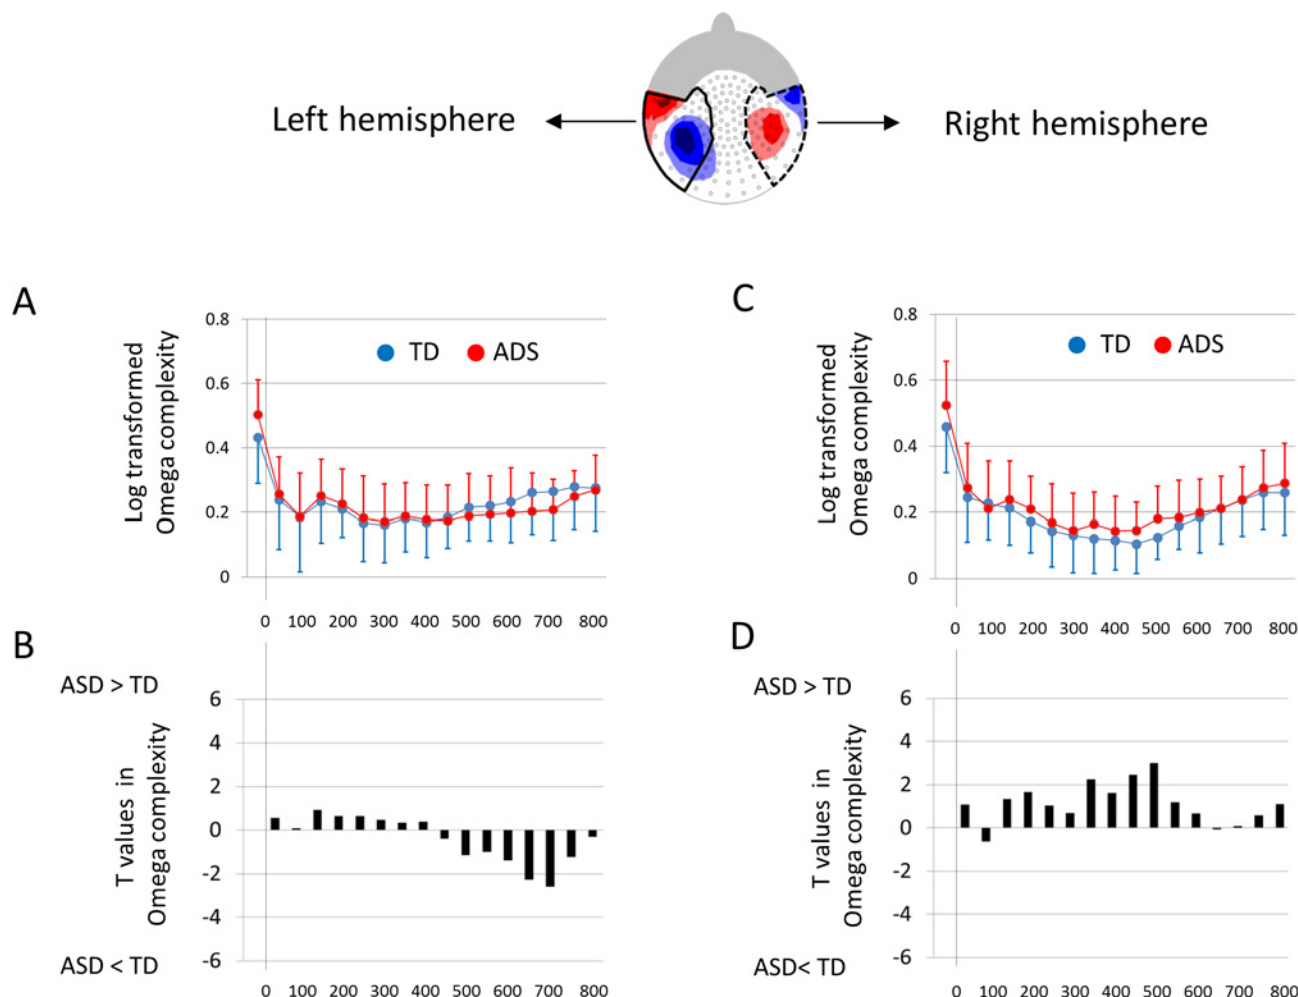 Left hemisphere
Right hemisphere
A
Log transformed
Omega complexity
0.8
0.6
0.4
0.2
0
TD
ADS
0 100 200 300 400 500 600 700 800
C
Log transformed
Omega complexity
0.8
0.6
0.4
0.2
0
TD
ADS
0 100 200 300 400 500 600 700 800
B
ASD > TD
T values in
Omega complexity
6
4
2
0
-2
-4
-6
ASD < TD
0 100 200 300 400 500 600 700 800
D
ASD > TD
T values in
Omega complexity
6
4
2
0
-2
-4
-6
ASD< TD
0 100 200 300 400 500 600 700 800